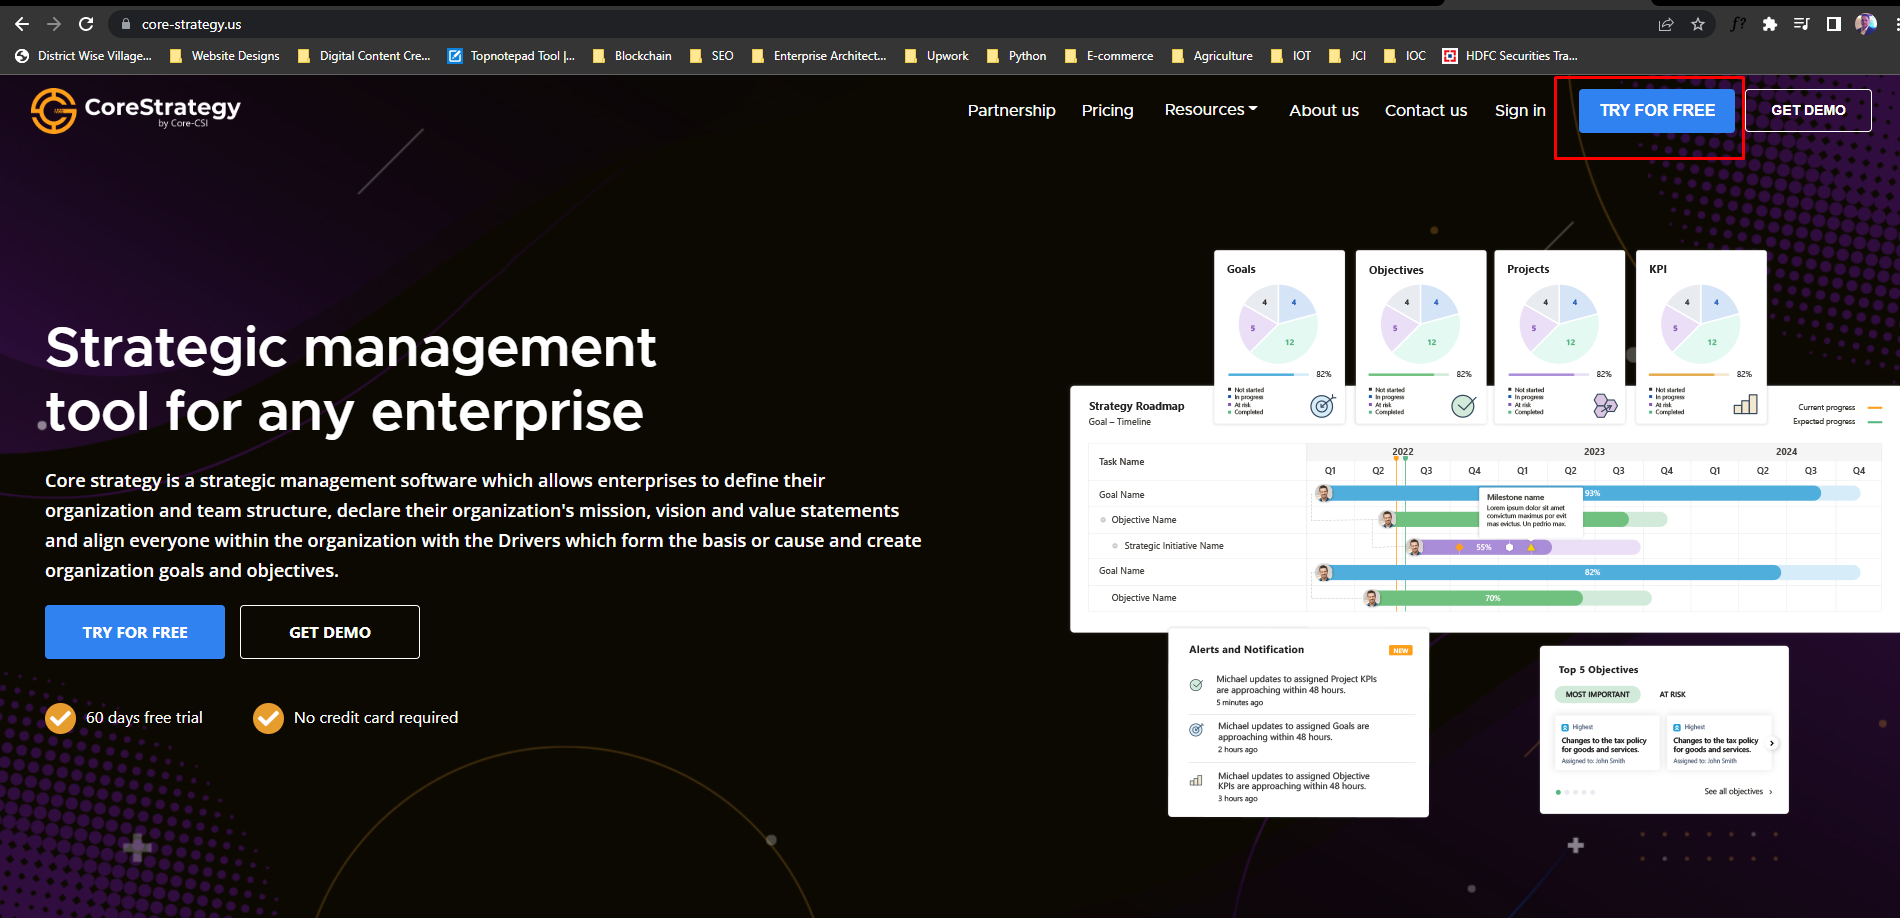 core-strategy.us
f?
District Wise Village... Website Designs Digital Content Cre... Topnotepad Tool |... Blockchain SEO Enterprise Architect... Upwork Python E-commerce Agriculture IOT JCI IOC HDFC Securities Tra...
CoreStrategy
by Core-CSI
Partnership Pricing Resources About us Contact us Sign in TRY FOR FREE GET DEMO
Strategic management
tool for any enterprise
Core strategy is a strategic management software which allows enterprises to define their
organization and team structure, declare their organization's mission, vision and value statements
and align everyone within the organization with the Drivers which form the basis or cause and create
organization goals and objectives.
TRY FOR FREE GET DEMO
60 days free trial No credit card required
Goals
4 4
5
12
82%
Not started
In progress
At risk
Completed
Objectives
4 4
5
12
82%
Not started
In progress
At risk
Completed
Projects
4 4
5
12
82%
Not started
In progress
At risk
Completed
KPI
4 4
5
12
82%
Not started
In progress
At risk
Completed
Strategy Roadmap
Goal – Timeline
Current progress
Expected progress
Task Name
2022 2023 2024
Q1 Q2 Q3 Q4 Q1 Q2 Q3 Q4 Q1 Q2 Q3 Q4
Goal Name 93%
Objective Name
Milestone name
Lorem ipsum dolor sit amet
convictum maximus por evit
mas evictus. Un pedrio max.
Strategic Initiative Name 55%
Goal Name 82%
Objective Name 70%
Alerts and Notification NEW
Michael updates to assigned Project KPIs
are approaching within 48 hours.
5 minutes ago
Michael updates to assigned Goals are
approaching within 48 hours.
2 hours ago
Michael updates to assigned Objective
KPIs are approaching within 48 hours.
3 hours ago
Top 5 Objectives
MOST IMPORTANT AT RISK
Highest
Changes to the tax policy
for goods and services.
Assigned to: John Smith
Highest
Changes to the tax policy
for goods and services.
Assigned to: John Smith
See all objectives